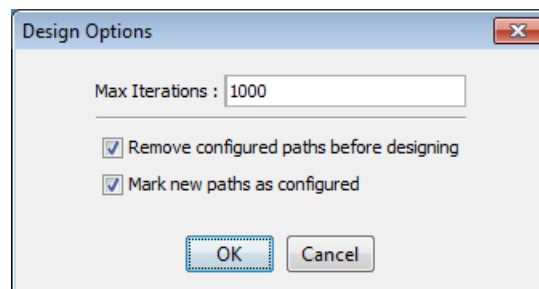 Design Options
Max Iterations : 1000
Remove configured paths before designing
Mark new paths as configured
OK Cancel